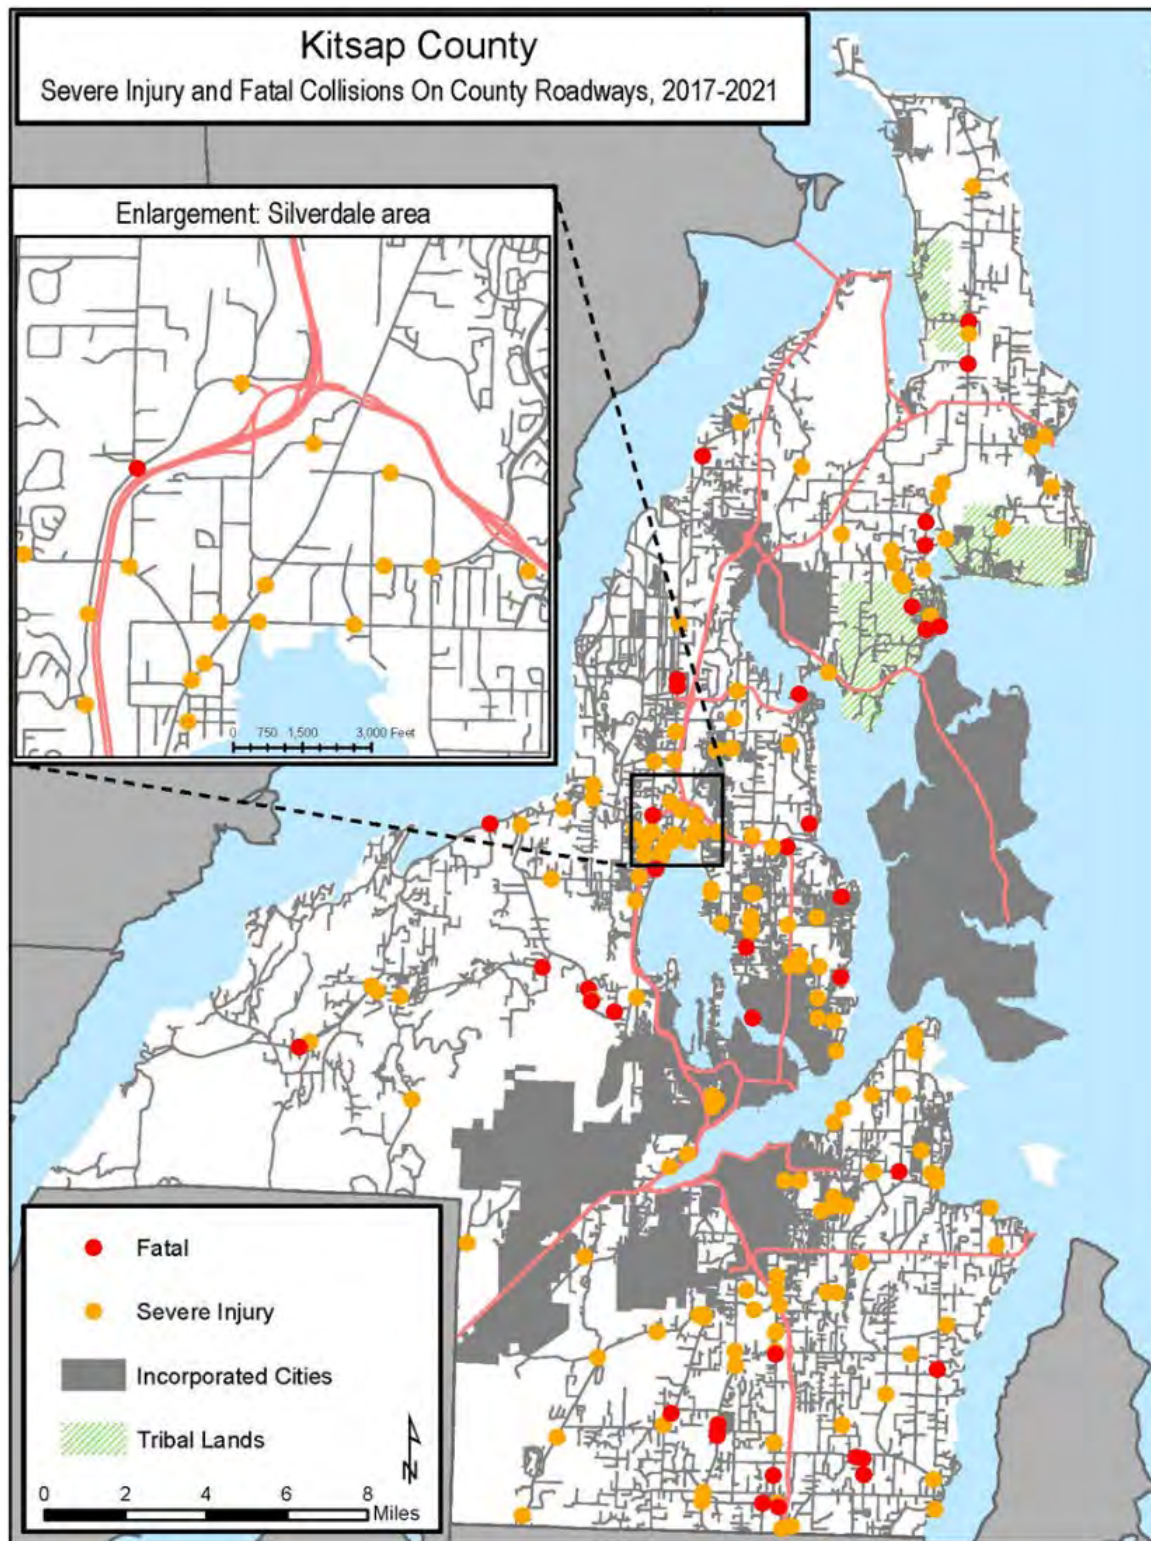 Kitsap County
Severe Injury and Fatal Collisions On County Roadways, 2017-2021
Enlargement: Silverdale area
0 750 1,500 3,000 Feet
Fatal
Severe Injury
Incorporated Cities
Tribal Lands
N
0 2 4 6 8
Miles